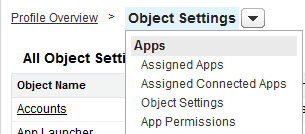 Profile Overview > Object Settings
Apps
All Object Setti
Assigned Apps
Object Name
Assigned Connected Apps
Accounts
Object Settings
App Launcher
App Permissions